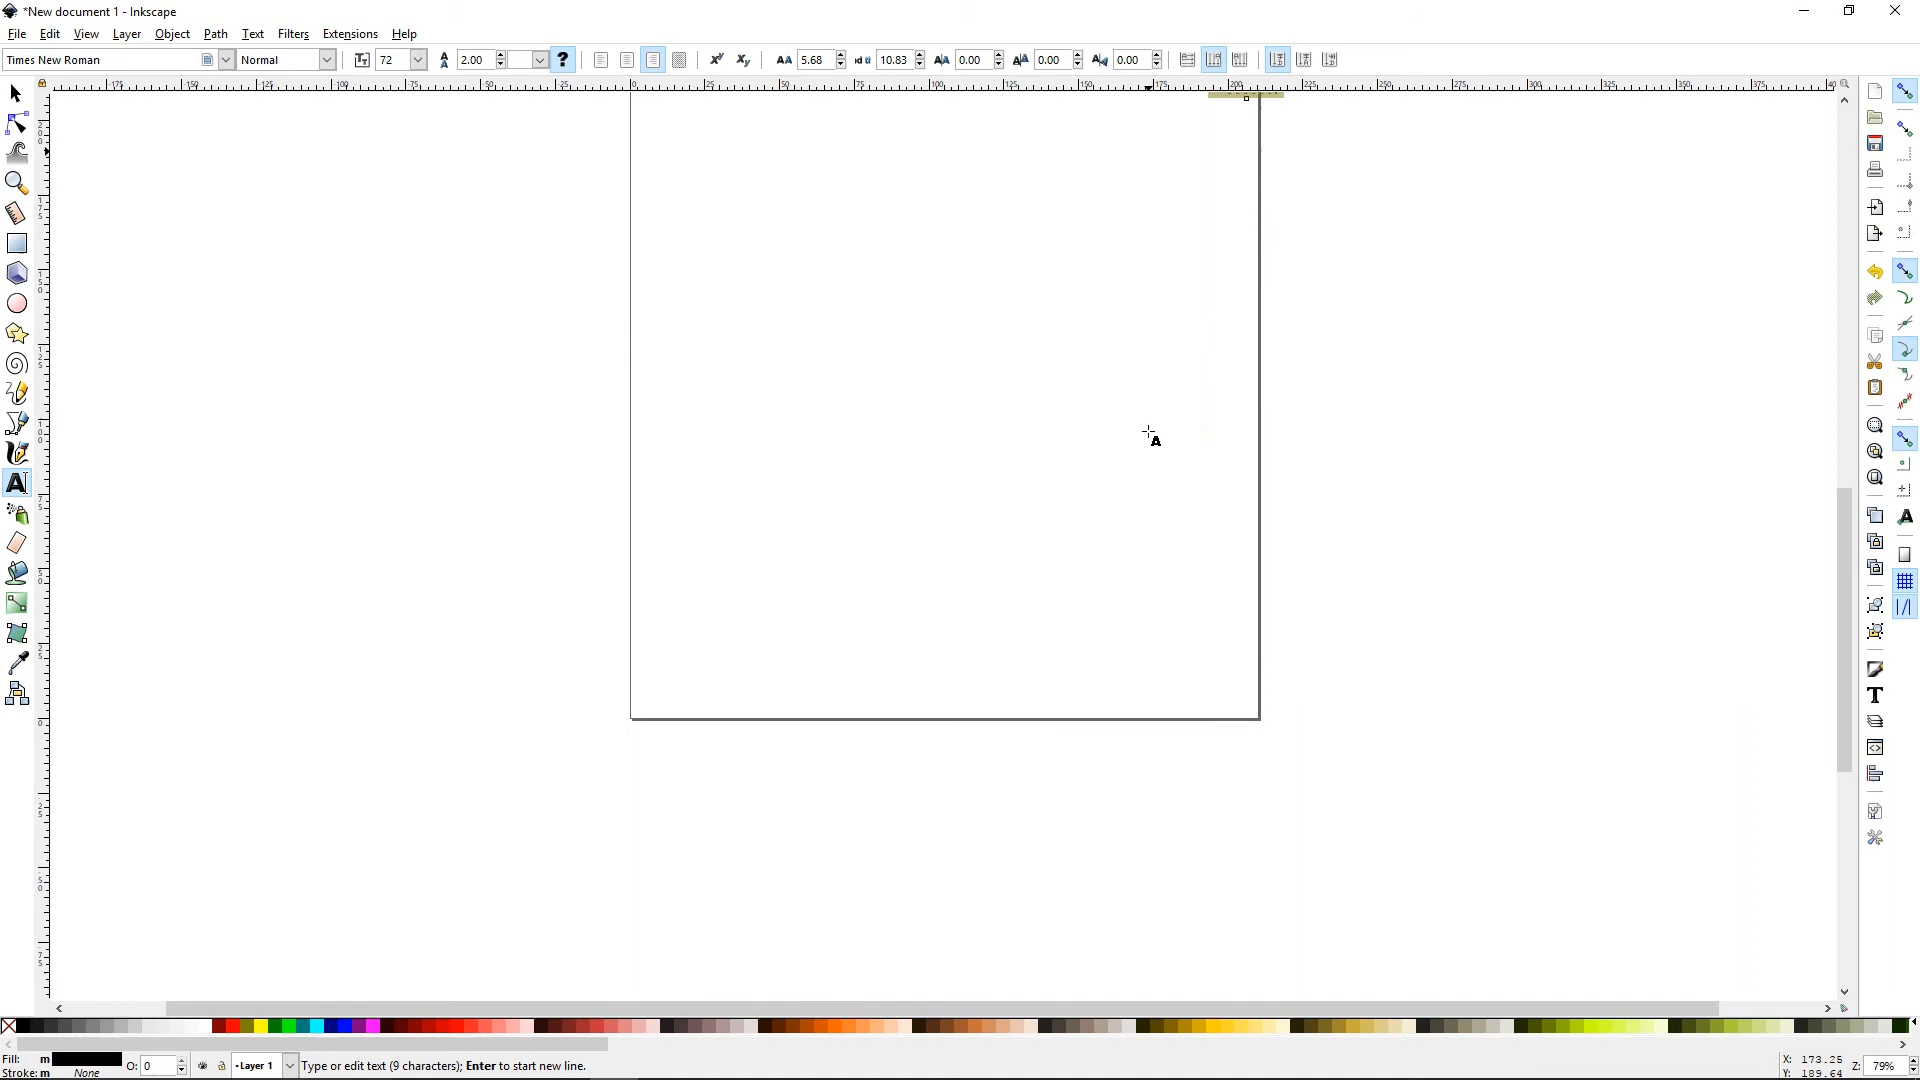 *New document 1 - Inkscape
File Edit View Layer Object Path Text Filters Extensions Help
Times New Roman Normal 72 2.00 5.68 10.83 0.00 0.00 0.00
Fill: m O: 0 •Layer 1 Type or edit text (9 characters); Enter to start new line. X: 173.25 Z: 79%
Stroke: m None Y: 189.64